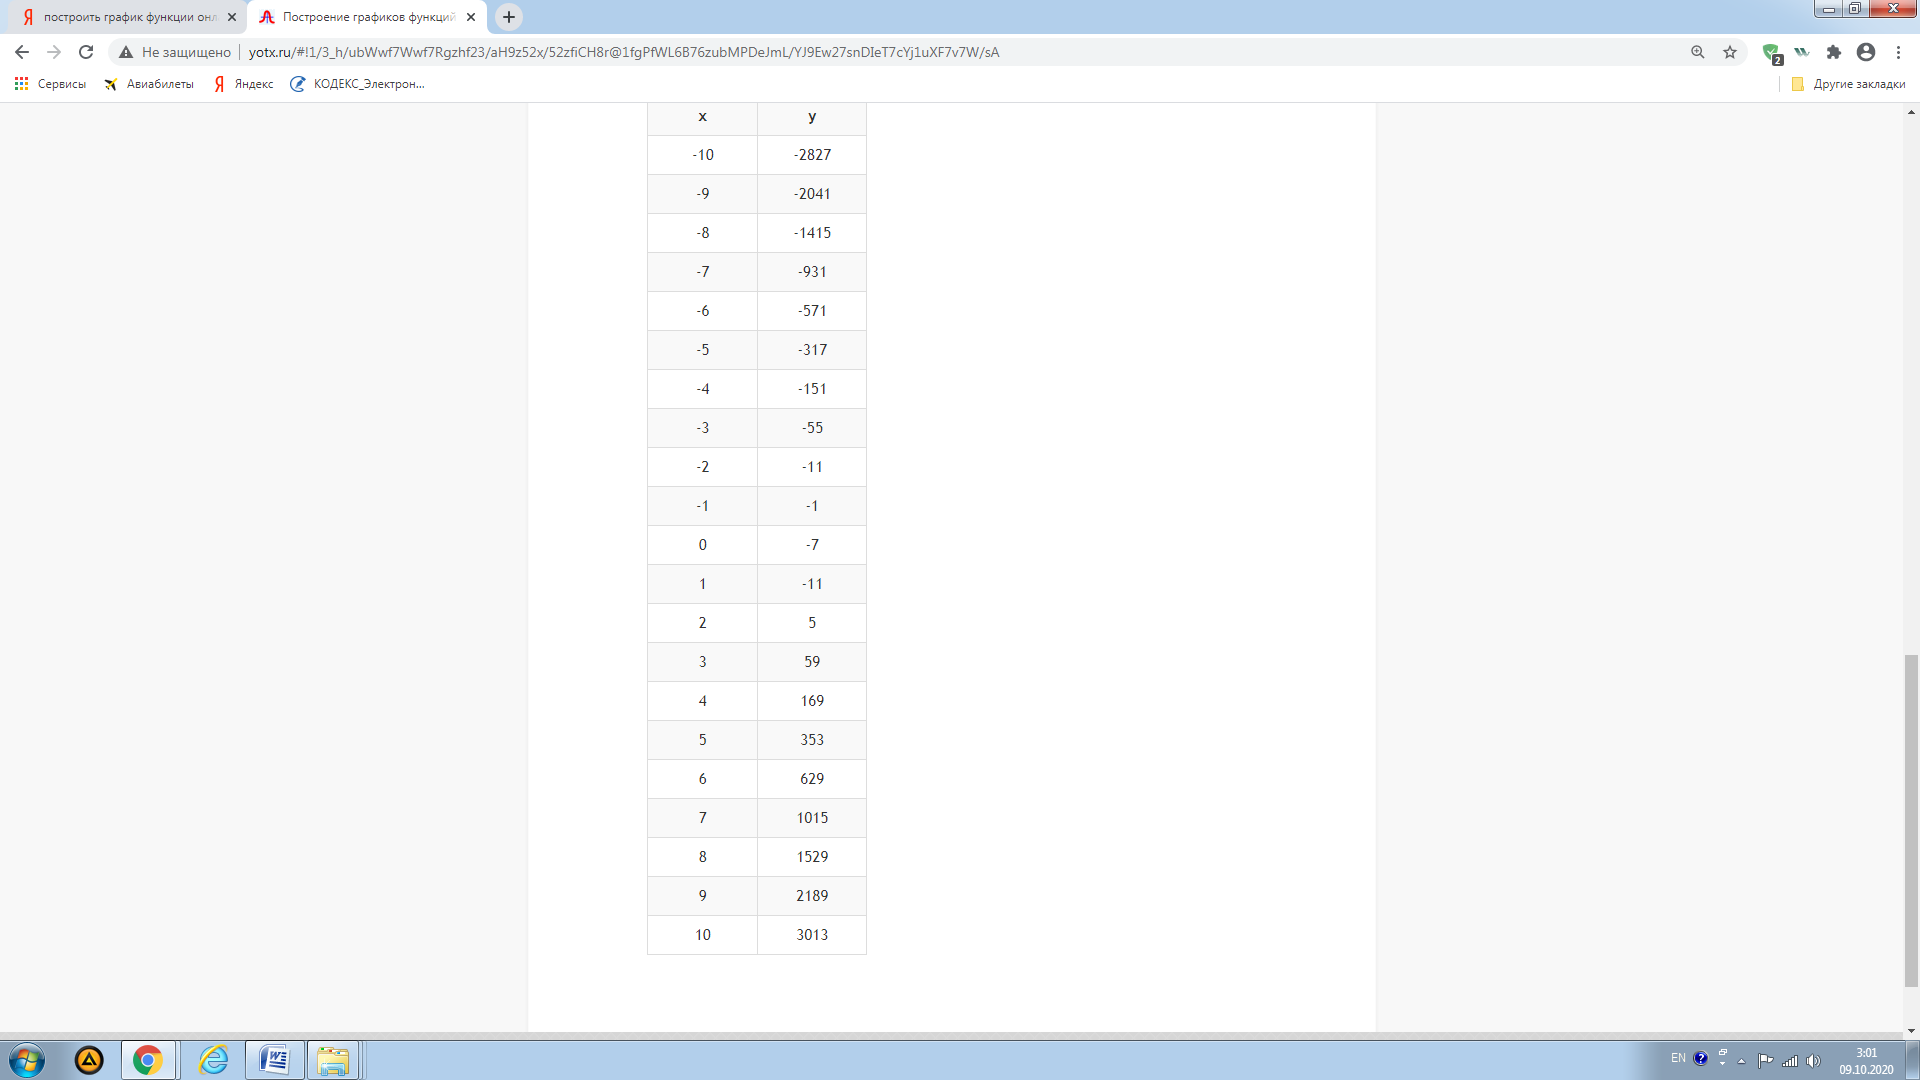 построить график функции онл
Построение графиков функций
Не защищено
yotx.ru/#!1/3_h/ubWwf7Wwf7Rgzhf23/aH9z52x/52zfiCH8r@1fgPfWL6B76zubMPDeJmL/YJ9Ew27snDIeT7cYj1uXF7v7W/sA
2
Сервисы
Авиабилеты
Яндекс
КОДЕКС_Электрон...
Другие закладки
x y
-10 -2827
-9 -2041
-8 -1415
-7 -931
-6 -571
-5 -317
-4 -151
-3 -55
-2 -11
-1 -1
0 -7
1 -11
2 5
3 59
4 169
5 353
6 629
7 1015
8 1529
9 2189
10 3013
EN
3:01
09.10.2020